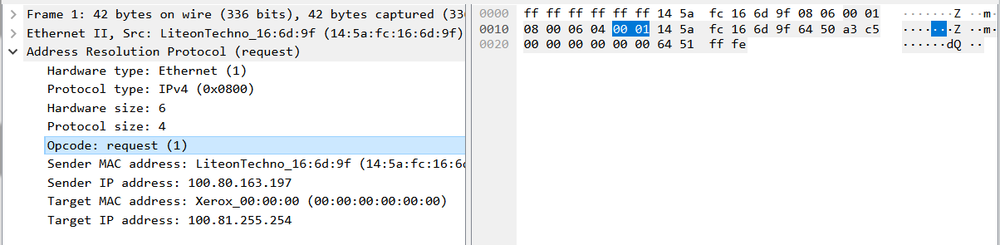 Frame 1: 42 bytes on wire (336 bits), 42 bytes captured (33
Ethernet II, Src: LiteonTechno_16:6d:9f (14:5a:fc:16:6d:9f)
Address Resolution Protocol (request)
Hardware type: Ethernet (1)
Protocol type: IPv4 (0x0800)
Hardware size: 6
Protocol size: 4
Opcode: request (1)
Sender MAC address: LiteonTechno_16:6d:9f (14:5a:fc:16:6d
Sender IP address: 100.80.163.197
Target MAC address: Xerox_00:00:00 (00:00:00:00:00:00)
Target IP address: 100.81.255.254
0000 ff ff ff ff ff ff 14 5a fc 16 6d 9f 08 06 00 01 ·······Z ··m·····
0010 08 00 06 04 00 01 14 5a fc 16 6d 9f 64 50 a3 c5 ·······Z ··m·dP··
0020 00 00 00 00 00 00 64 51 ff fe ······dQ ··